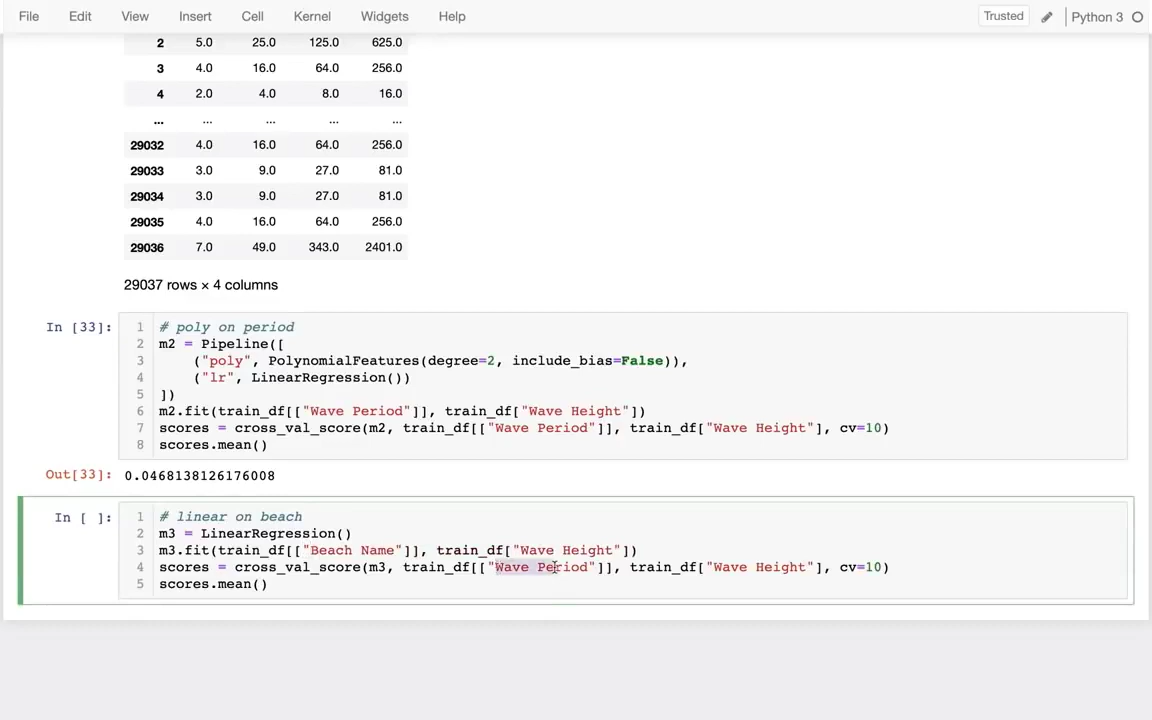 File Edit View Insert Cell Kernel Widgets Help Trusted Python 3
2 5.0 25.0 125.0 625.0
3 4.0 16.0 64.0 256.0
4 2.0 4.0 8.0 16.0
... ... ... ... ...
29032 4.0 16.0 64.0 256.0
29033 3.0 9.0 27.0 81.0
29034 3.0 9.0 27.0 81.0
29035 4.0 16.0 64.0 256.0
29036 7.0 49.0 343.0 2401.0
29037 rows × 4 columns
In [33]: 1 # poly on period
2 m2 = Pipeline([
3     ("poly", PolynomialFeatures(degree=2, include_bias=False)),
4     ("lr", LinearRegression())
5 ])
6 m2.fit(train_df[["Wave Period"]], train_df["Wave Height"])
7 scores = cross_val_score(m2, train_df[["Wave Period"]], train_df["Wave Height"], cv=10)
8 scores.mean()
Out[33]: 0.0468138126176008
In [ ]: 1 # linear on beach
2 m3 = LinearRegression()
3 m3.fit(train_df[["Beach Name"]], train_df["Wave Height"])
4 scores = cross_val_score(m3, train_df[["Wave Period"]], train_df["Wave Height"], cv=10)
5 scores.mean()